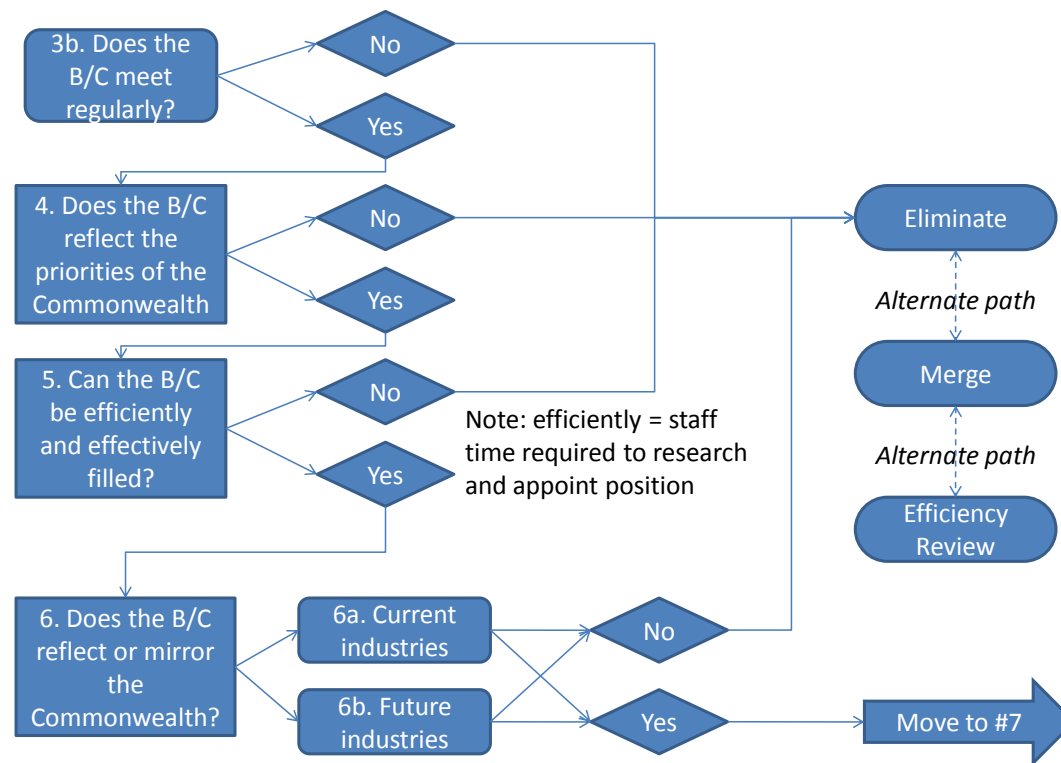 3b. Does the
B/C meet
regularly?
No
Yes
4. Does the B/C
reflect the
priorities of the
Commonwealth
No
Yes
Eliminate
Alternate path
Merge
Alternate path
Efficiency
Review
5. Can the B/C
be efficiently
and effectively
filled?
No
Yes
Note: efficiently = staff
time required to research
and appoint position
6. Does the B/C
reflect or mirror
the
Commonwealth?
6a. Current
industries
6b. Future
industries
No
Yes
Move to #7